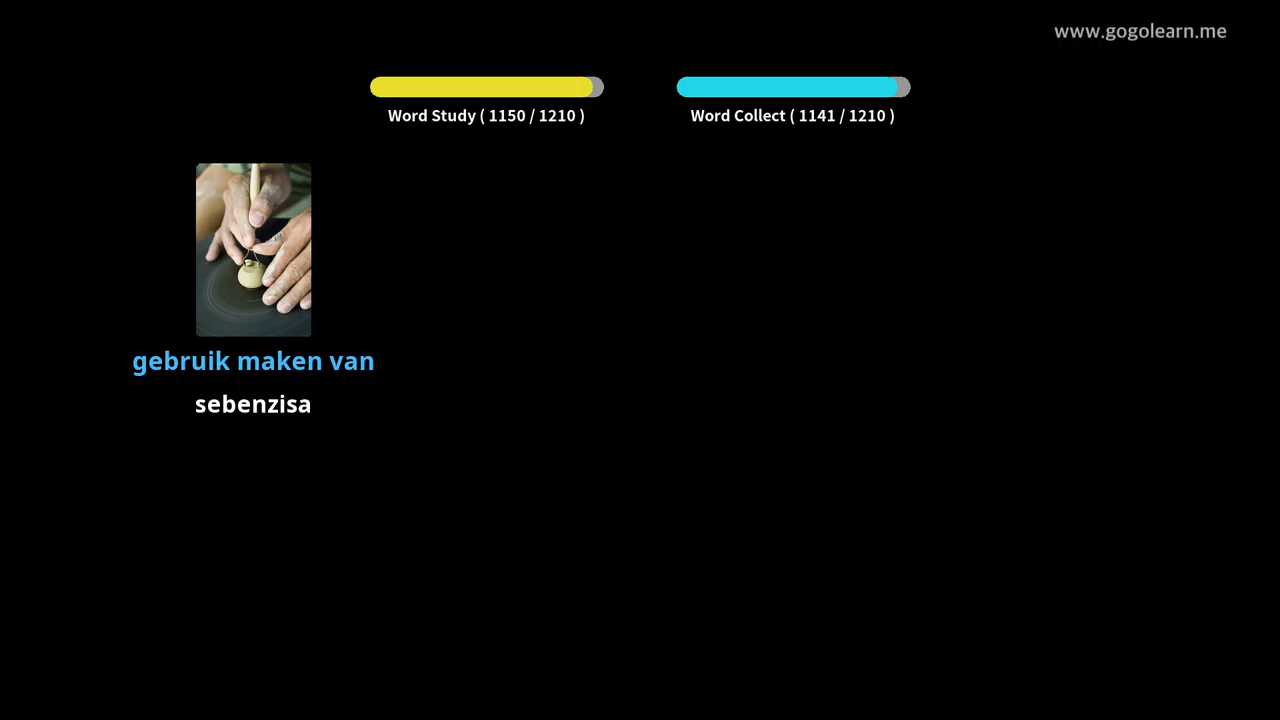 www.gogolearn.me
Word Study ( 1150 / 1210 )
Word Collect ( 1141 / 1210 )
gebruik maken van
sebenzisa